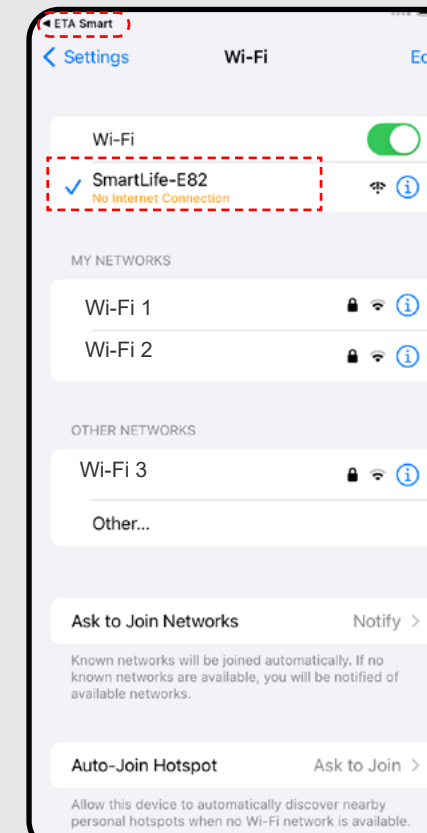 ETA Smart
Settings
Wi-Fi
Ed
Wi-Fi
SmartLife-E82
No Internet Connection
MY NETWORKS
Wi-Fi 1
Wi-Fi 2
OTHER NETWORKS
Wi-Fi 3
Other...
Ask to Join Networks
Notify
Known networks will be joined automatically. If no
known networks are available, you will be notified of
available networks.
Auto-Join Hotspot
Ask to Join
Allow this device to automatically discover nearby
personal hotspots when no Wi-Fi network is available.